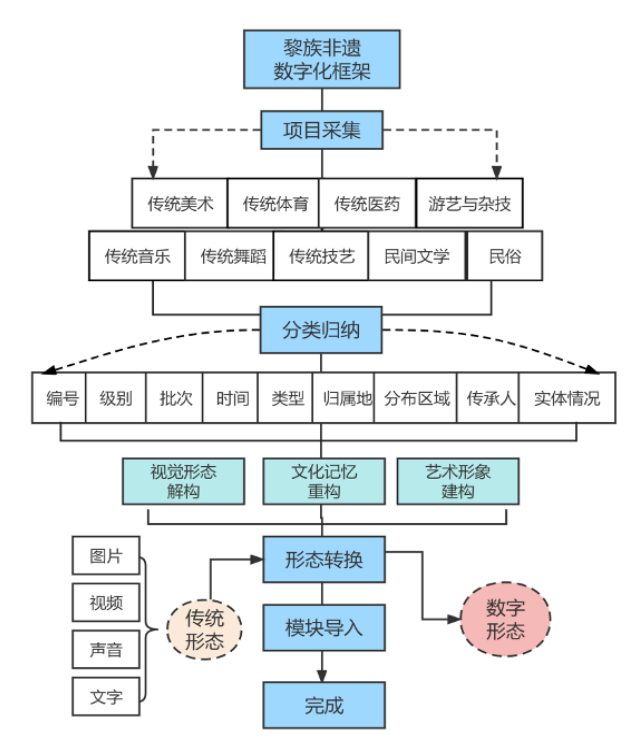 黎族非遗
数字化框架
项目采集
传统美术 传统体育 传统医药 游艺与杂技
传统音乐 传统舞蹈 传统技艺 民间文学 民俗
分类归纳
编号 级别 批次 时间 类型 归属地 分布区域 传承人 实体情况
视觉形态
解构
文化记忆
重构
艺术形象
建构
图片
视频
声音
文字
传统
形态
形态转换
模块导入
完成
数字
形态